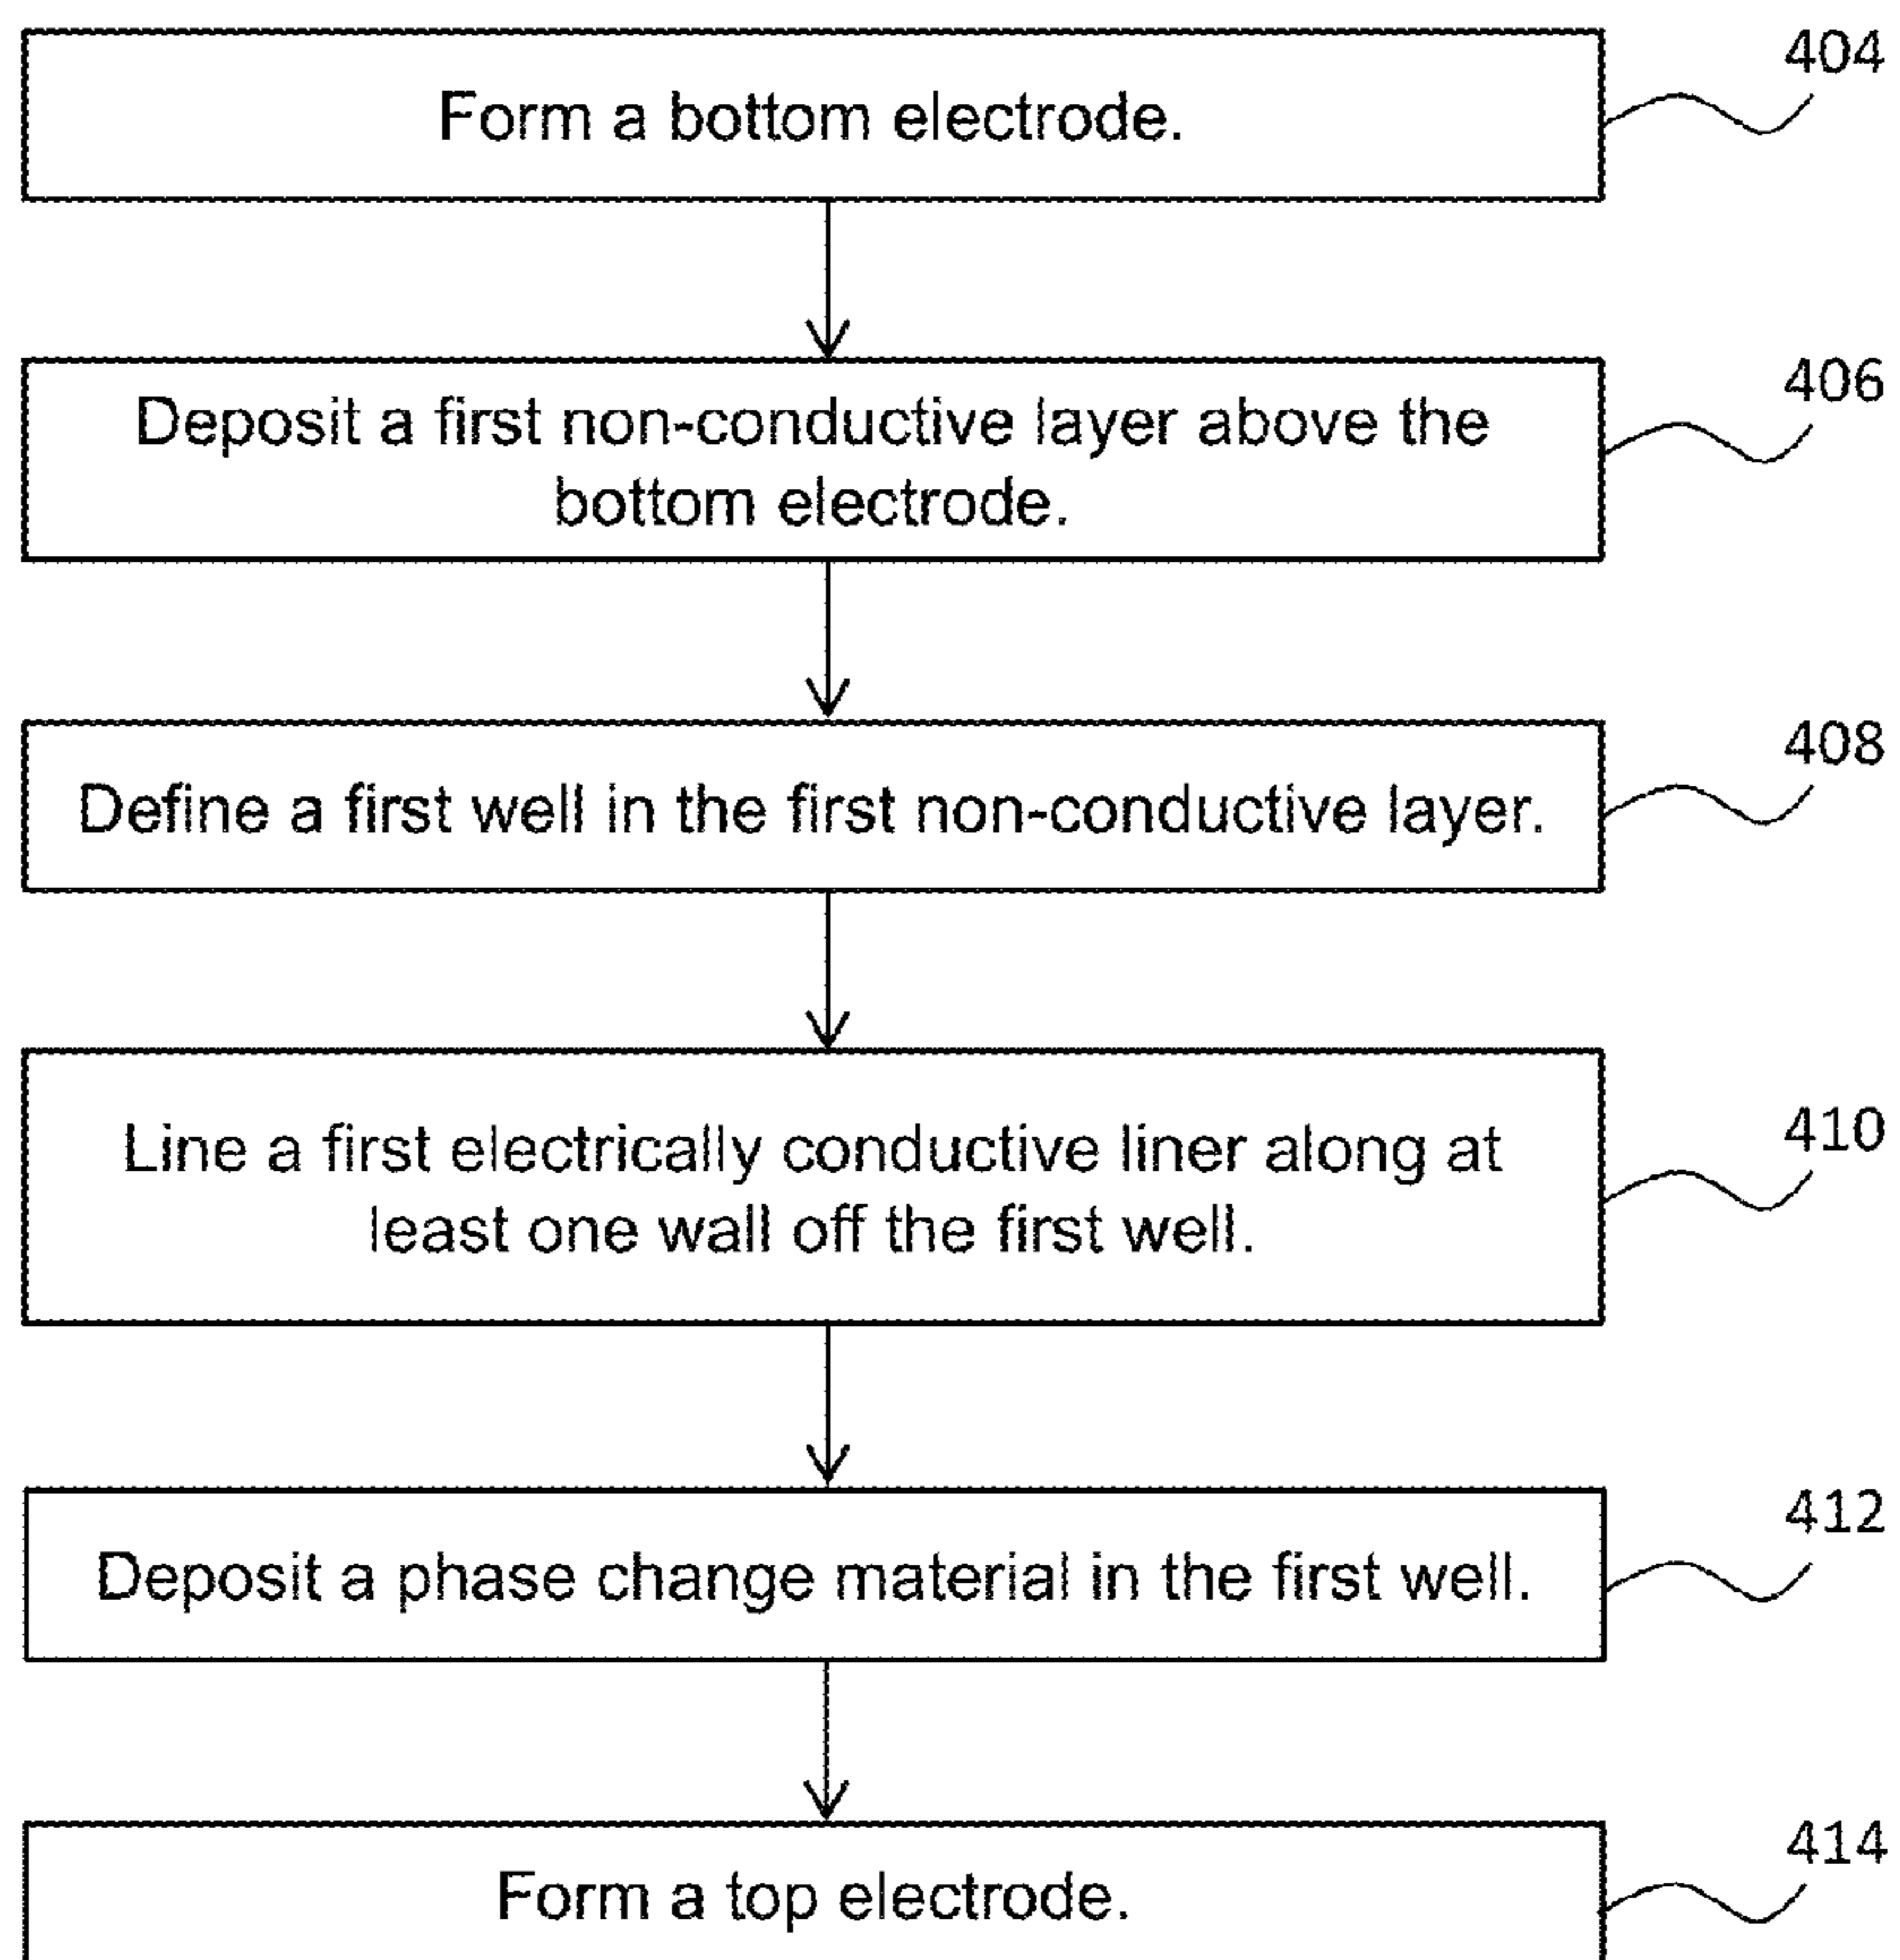 404
Form a bottom electrode.
406
Deposit a first non-conductive layer above the
bottom electrode.
408
Define a first well in the first non-conductive layer.
410
Line a first electrically conductive liner along at
least one wall off the first well.
412
Deposit a phase change material in the first well.
414
Form a top electrode.